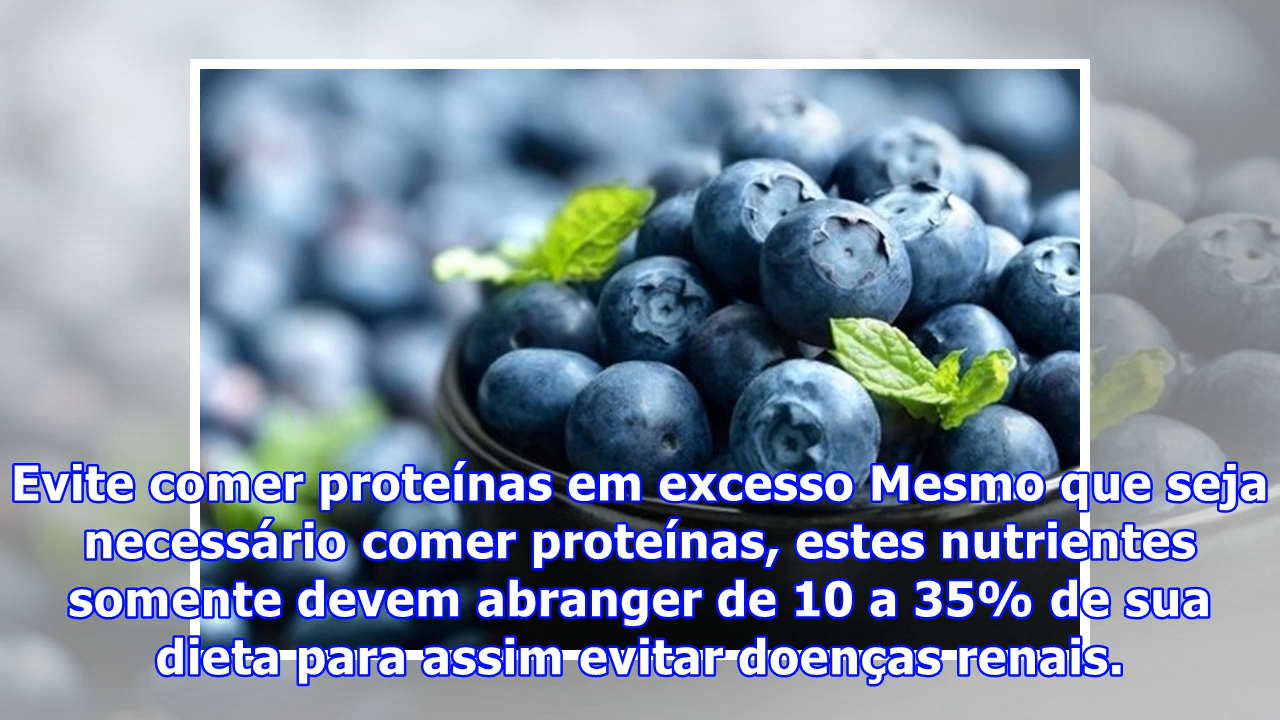 Evite comer proteínas em excesso Mesmo que seja
necessário comer proteínas, estes nutrientes
somente devem abranger de 10 a 35% de sua
dieta para assim evitar doenças renais.